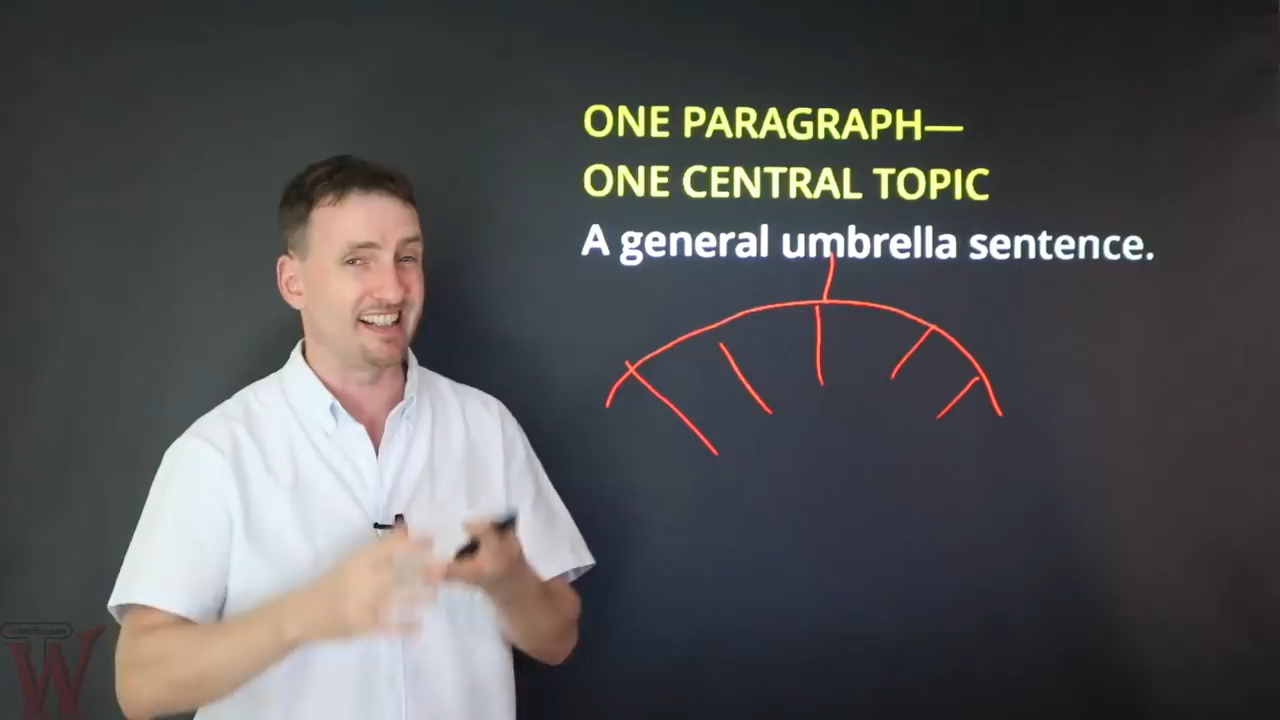 ONE PARAGRAPH—
ONE CENTRAL TOPIC
A general umbrella sentence.
W